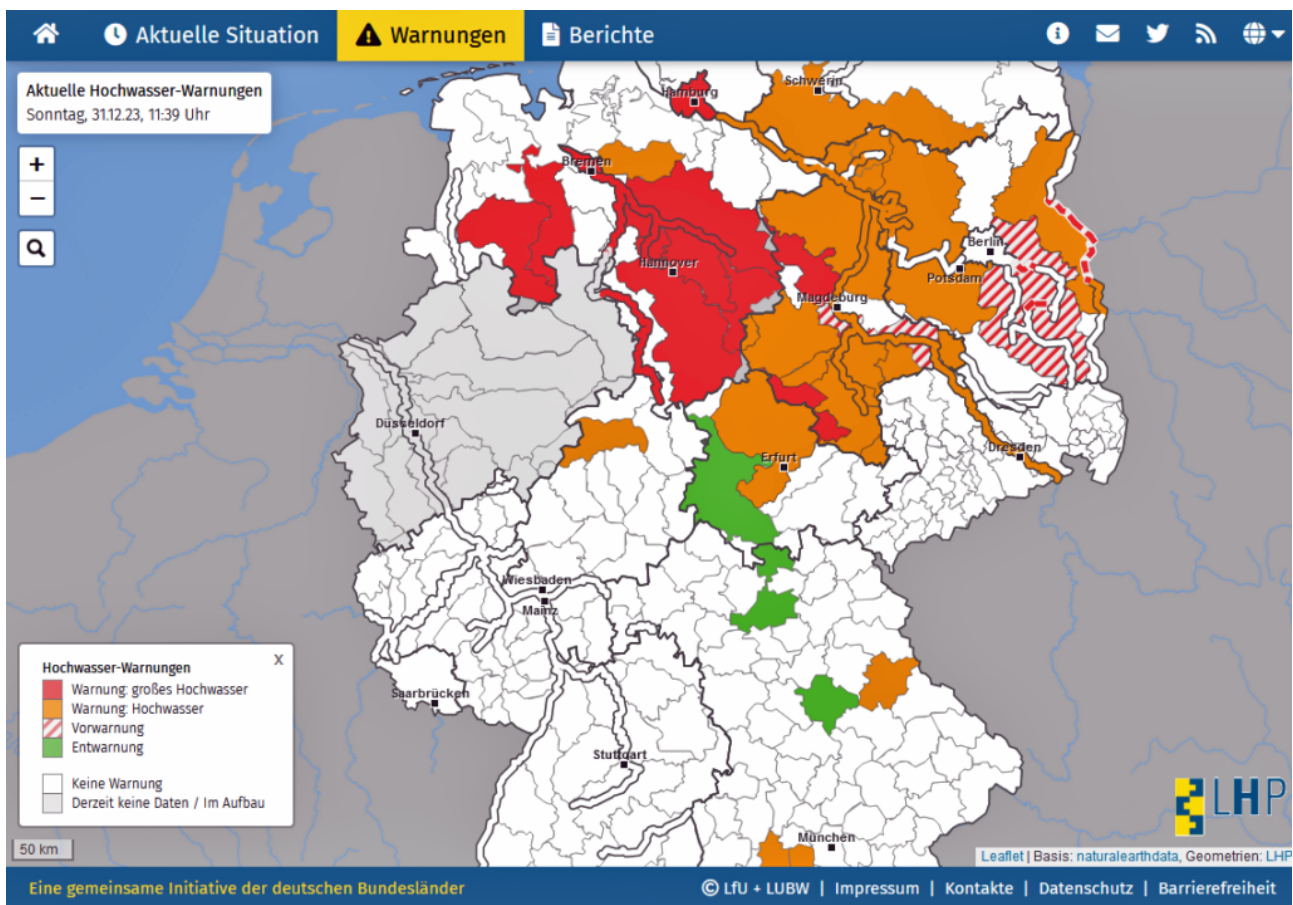 Aktuelle Situation
Warnungen
Berichte
Aktuelle Hochwasser-Warnungen
Sonntag, 31.12.23, 11:39 Uhr
+
−
Schwerin
Hamburg
Bremen
Berlin
Hannover
Potsdam
Magdeburg
Düsseldorf
Erfurt
Dresden
Wiesbaden
Mainz
Saarbrücken
Stuttgart
München
Hochwasser-Warnungen
X
Warnung: großes Hochwasser
Warnung: Hochwasser
Vorwarnung
Entwarnung
Keine Warnung
Derzeit keine Daten / Im Aufbau
50 km
LHP
Leaflet | Basis: naturalearthdata, Geometrien: LHP
Eine gemeinsame Initiative der deutschen Bundesländer
© LfU + LUBW | Impressum | Kontakte | Datenschutz | Barrierefreiheit